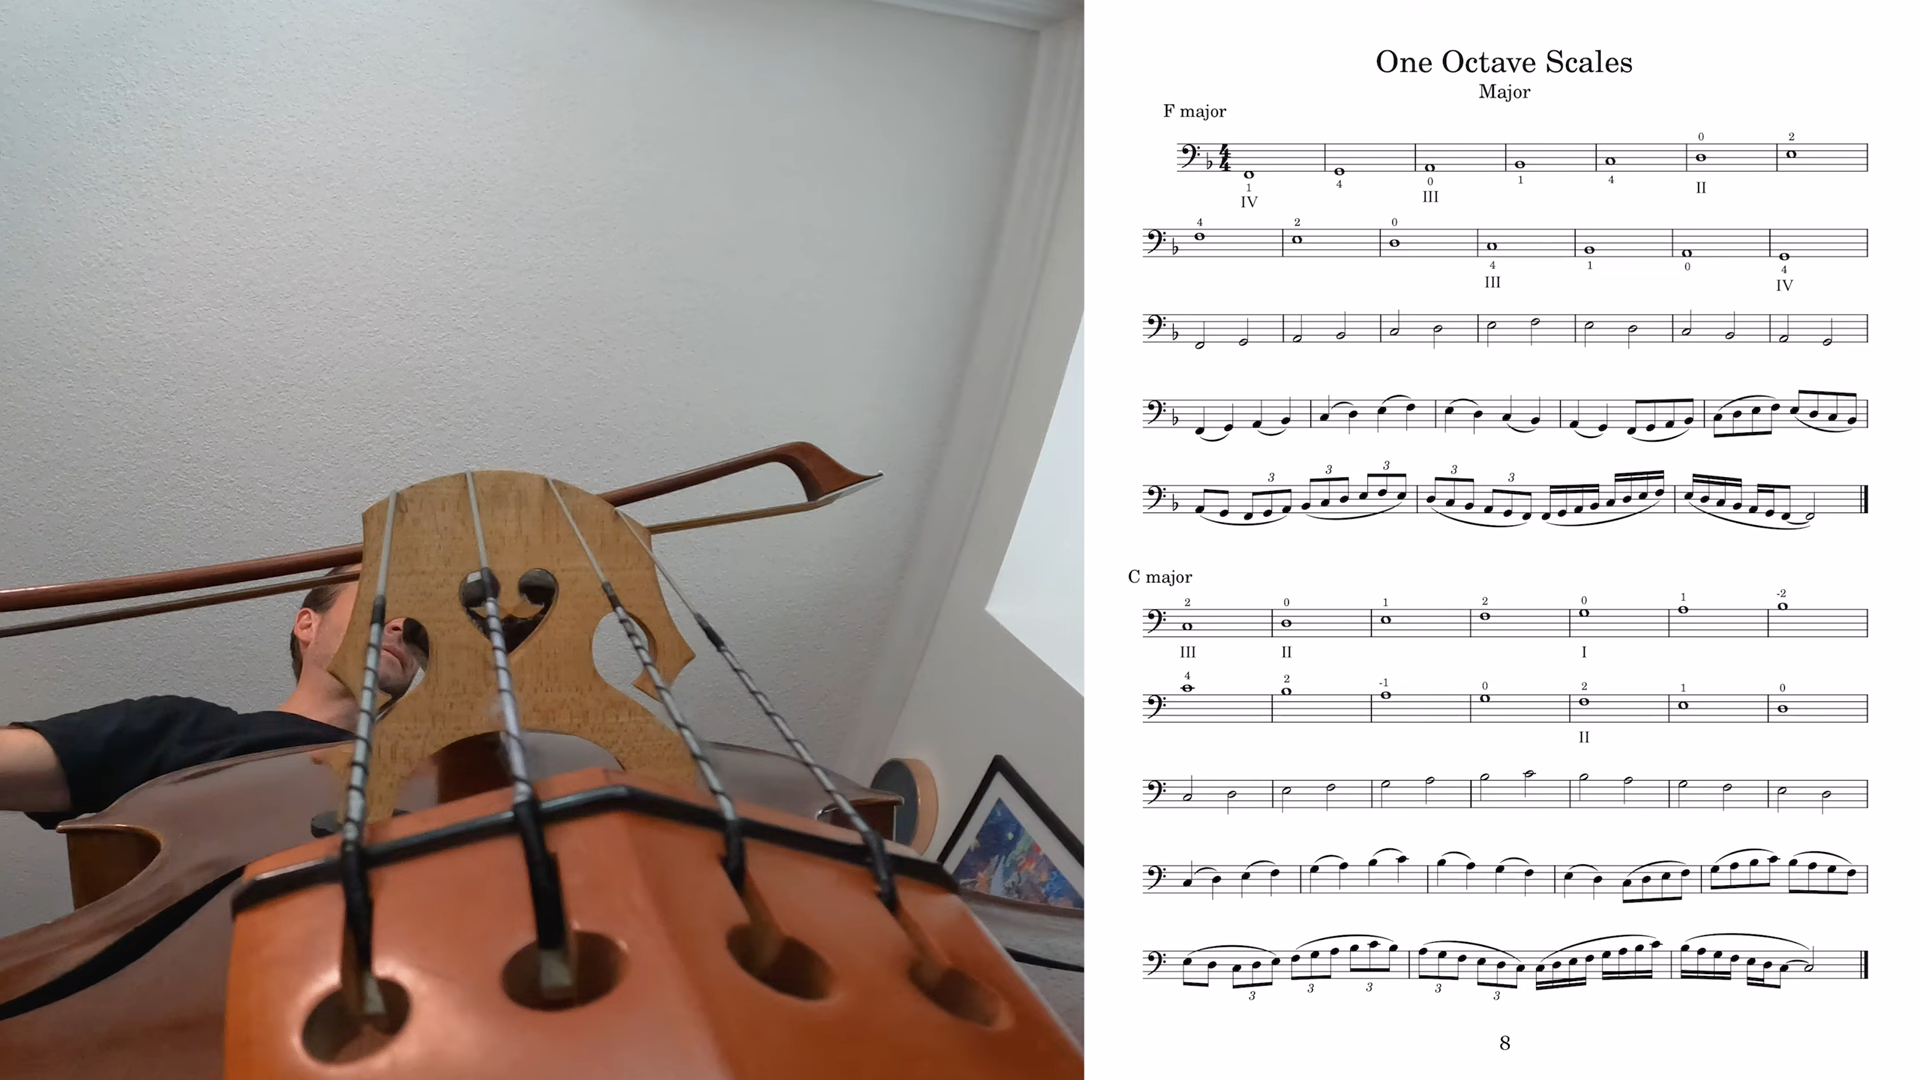 One Octave Scales
Major
F major
0 2
1 4 0 1 4
IV III II
4 2 0
4 1 0 4
III IV
3 3 3 3 3
C major
2 0 1 2 0 1 -2
III II I
4 2 -1 0 2 1 0
II
3 3 3 3 3
8